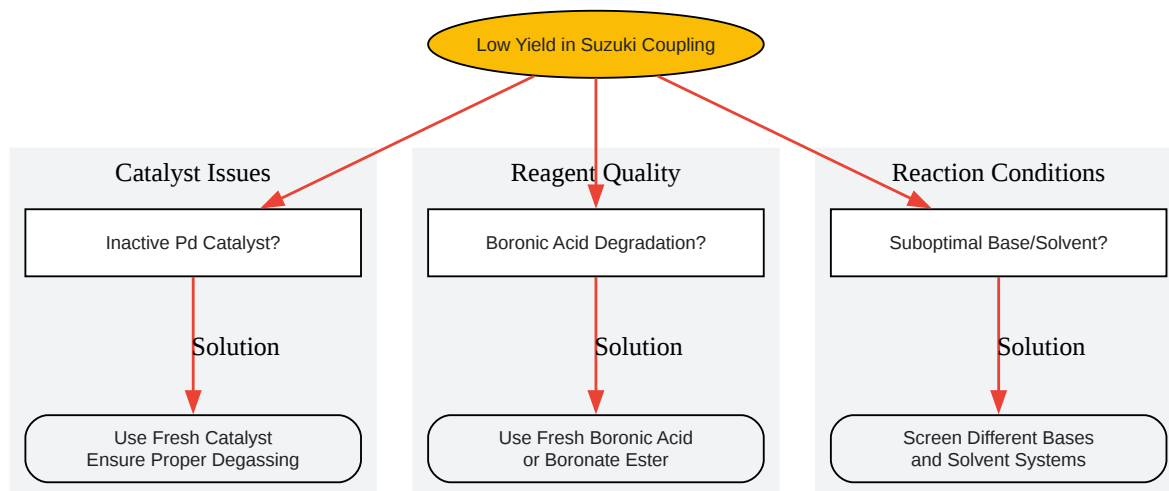 Low Yield in Suzuki Coupling
Catalyst Issues
Reagent Quality
Reaction Conditions
Inactive Pd Catalyst?
Boronic Acid Degradation?
Suboptimal Base/Solvent?
Solution
Solution
Solution
Use Fresh Catalyst
Ensure Proper Degassing
Use Fresh Boronic Acid
or Boronate Ester
Screen Different Bases
and Solvent Systems